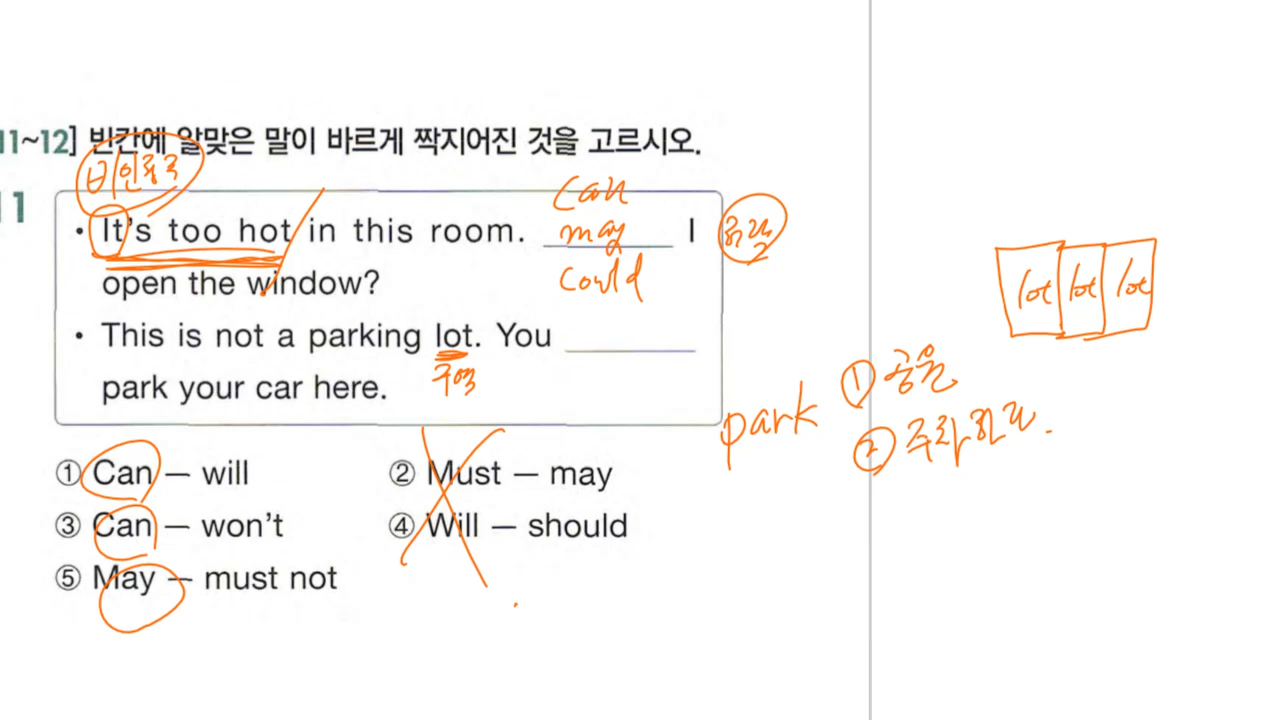 11~12] 빈칸에 알맞은 말이 바르게 짝지어진 것을 고르시오.
비인칭
11
can
• It's too hot in this room. may I 허락
could
open the window?
• This is not a parking lot. You
구역
park your car here.
lot lot lot
park ① 공원
② 주차하다.
① Can – will ② Must – may
③ Can – won't ④ Will – should
⑤ May – must not